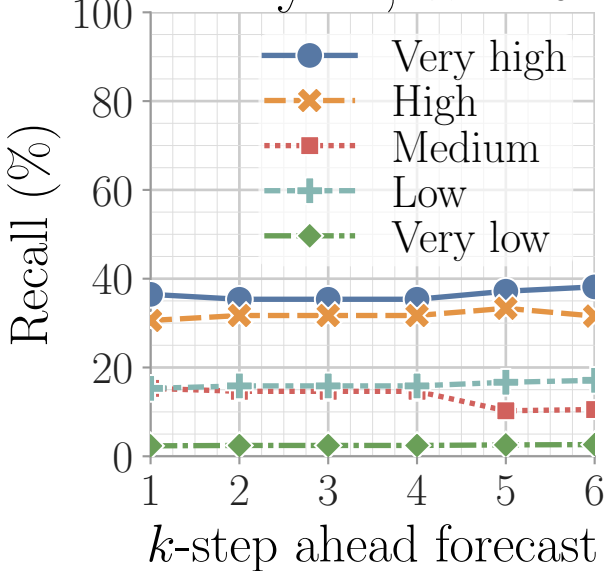 100
80
60
40
20
0
Recall (%)
Very high
High
Medium
Low
Very low
1 2 3 4 5 6
k-step ahead forecast